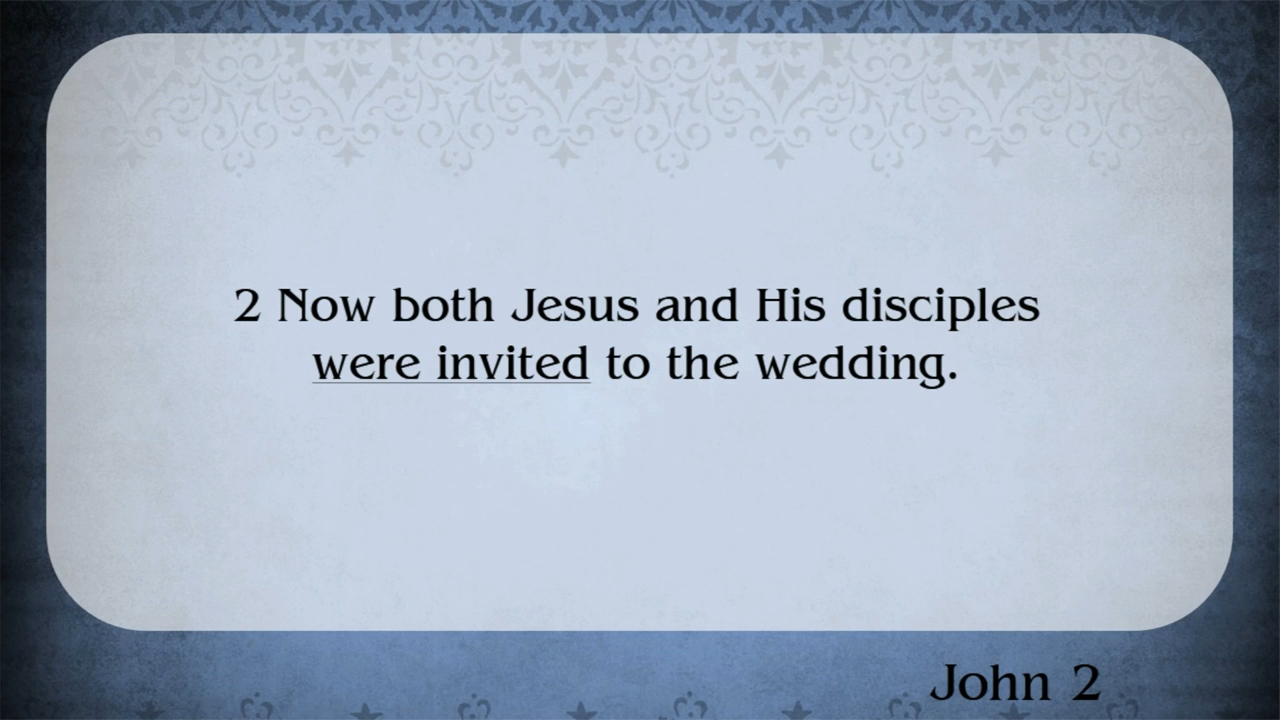 2 Now both Jesus and His disciples
were invited to the wedding.
John 2